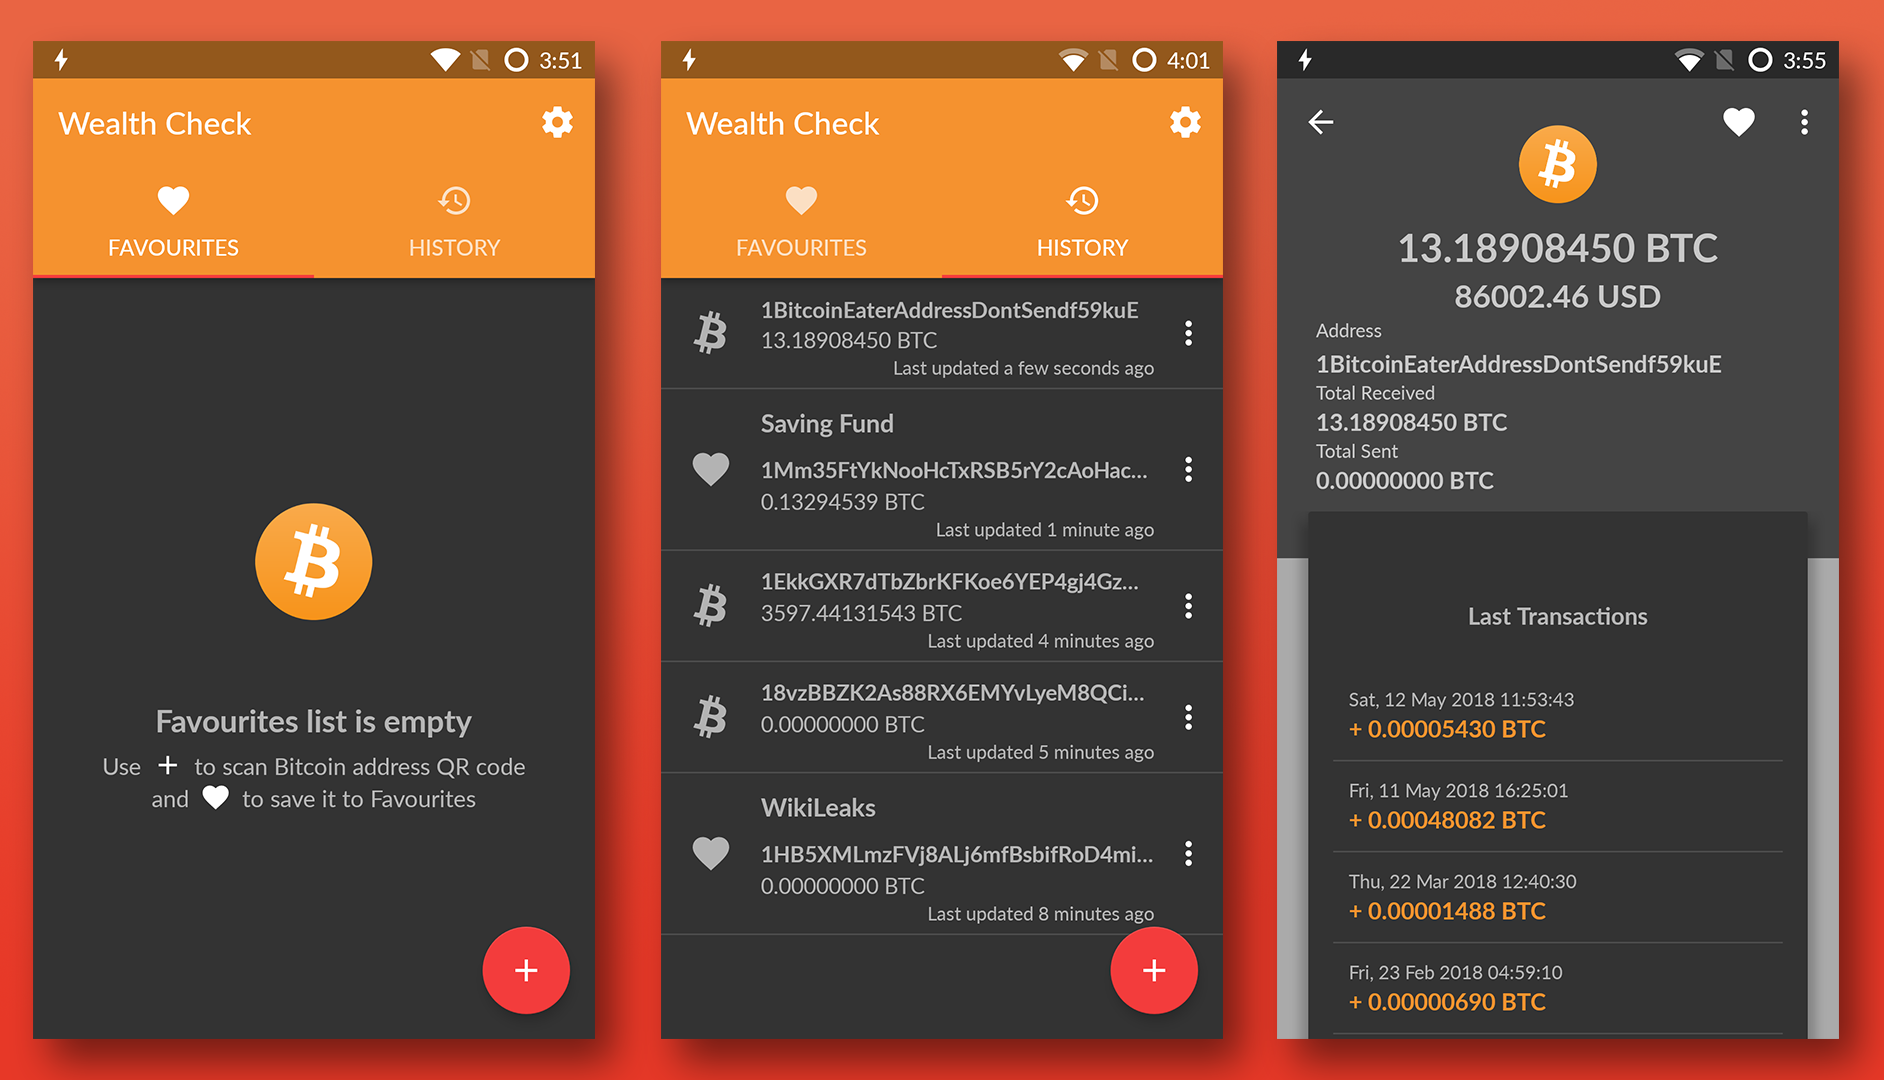 3:51
Wealth Check
FAVOURITES
HISTORY
Favourites list is empty
Use + to scan Bitcoin address QR code
and to save it to Favourites
4:01
Wealth Check
FAVOURITES
HISTORY
1BitcoinEaterAddressDontSendf59kuE
13.18908450 BTC
Last updated a few seconds ago
Saving Fund
1Mm35FtYkNooHcTxRSB5rY2cAoHac...
0.13294539 BTC
Last updated 1 minute ago
1EkkGXR7dTbZbrKFKoe6YEP4gj4Gz...
3597.44131543 BTC
Last updated 4 minutes ago
18vzBBZK2As88RX6EMYvLyeM8QCi...
0.00000000 BTC
Last updated 5 minutes ago
WikiLeaks
1HB5XMLmzFVj8ALj6mfBsbifRoD4mi...
0.00000000 BTC
Last updated 8 minutes ago
3:55
13.18908450 BTC
86002.46 USD
Address
1BitcoinEaterAddressDontSendf59kuE
Total Received
13.18908450 BTC
Total Sent
0.00000000 BTC
Last Transactions
Sat, 12 May 2018 11:53:43
+ 0.00005430 BTC
Fri, 11 May 2018 16:25:01
+ 0.00048082 BTC
Thu, 22 Mar 2018 12:40:30
+ 0.00001488 BTC
Fri, 23 Feb 2018 04:59:10
+ 0.00000690 BTC